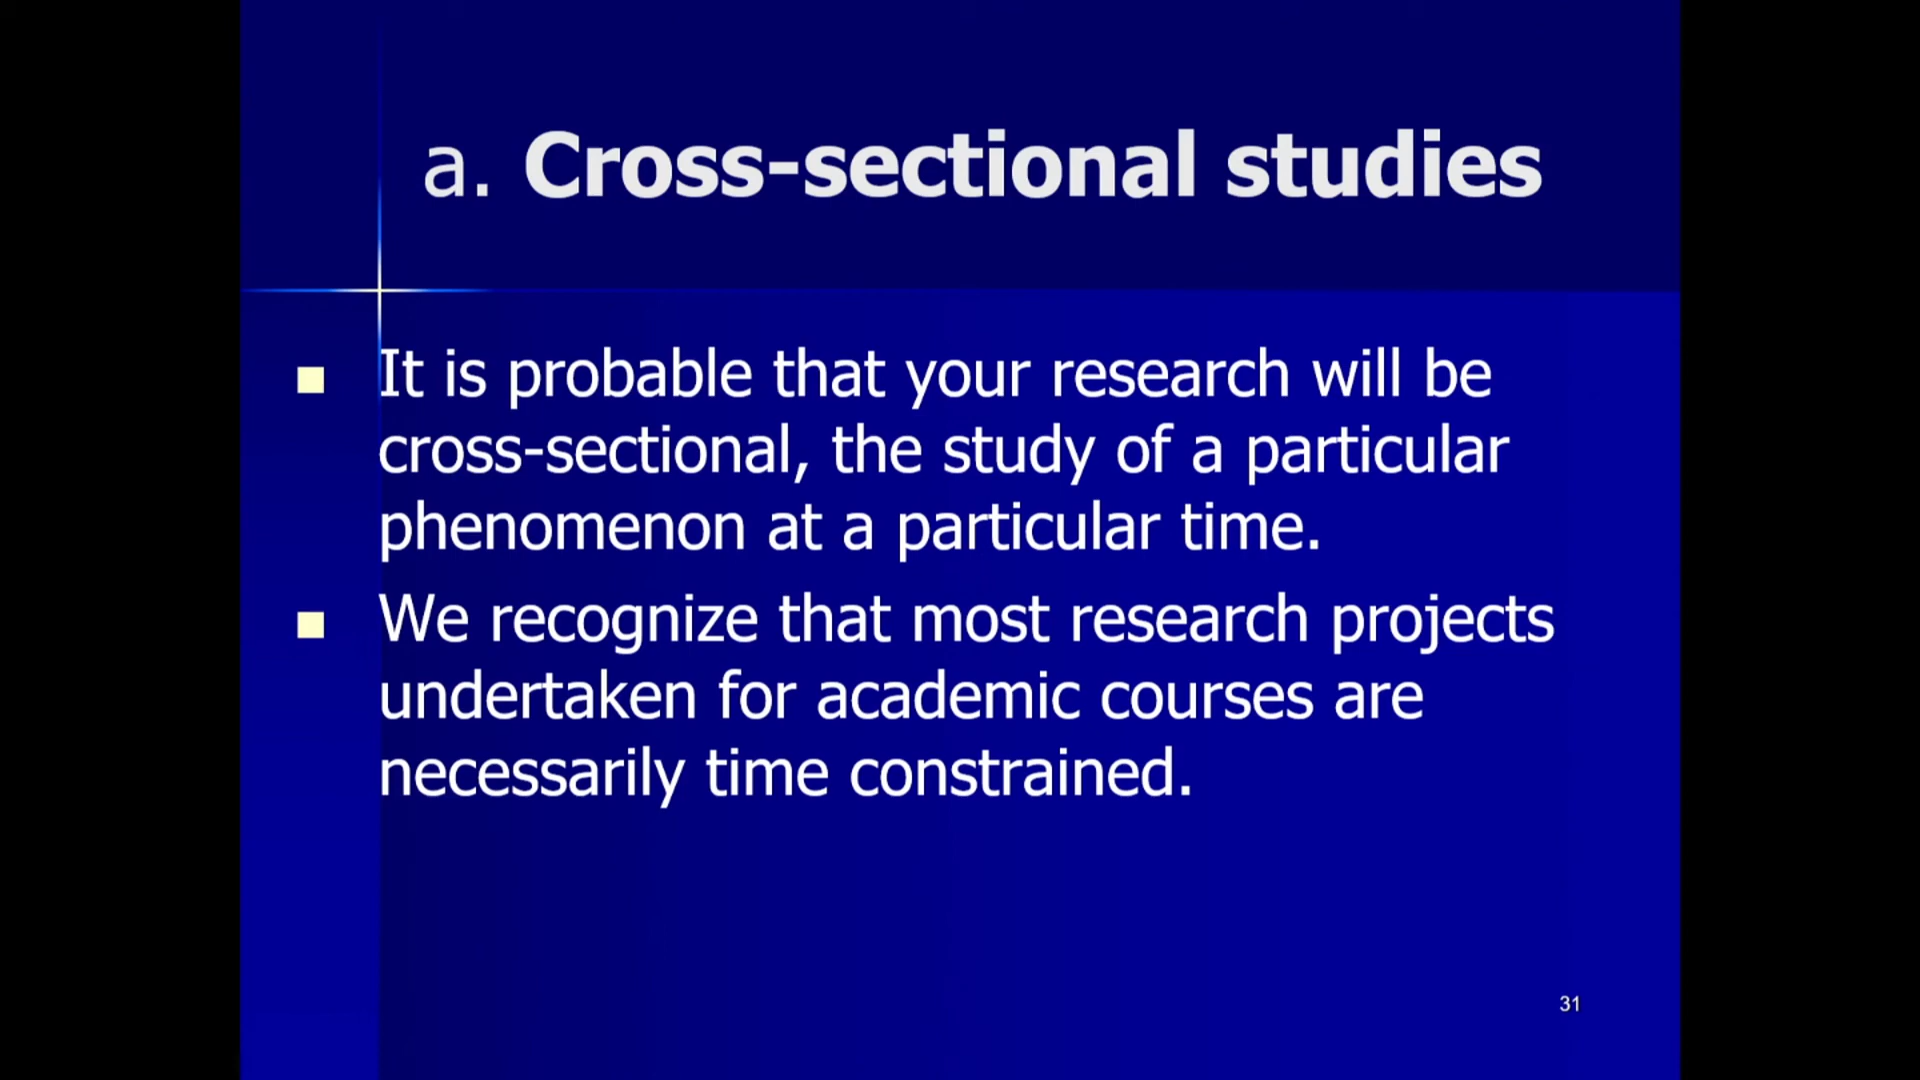 a. Cross-sectional studies
■ It is probable that your research will be
cross-sectional, the study of a particular
phenomenon at a particular time.
■ We recognize that most research projects
undertaken for academic courses are
necessarily time constrained.
31